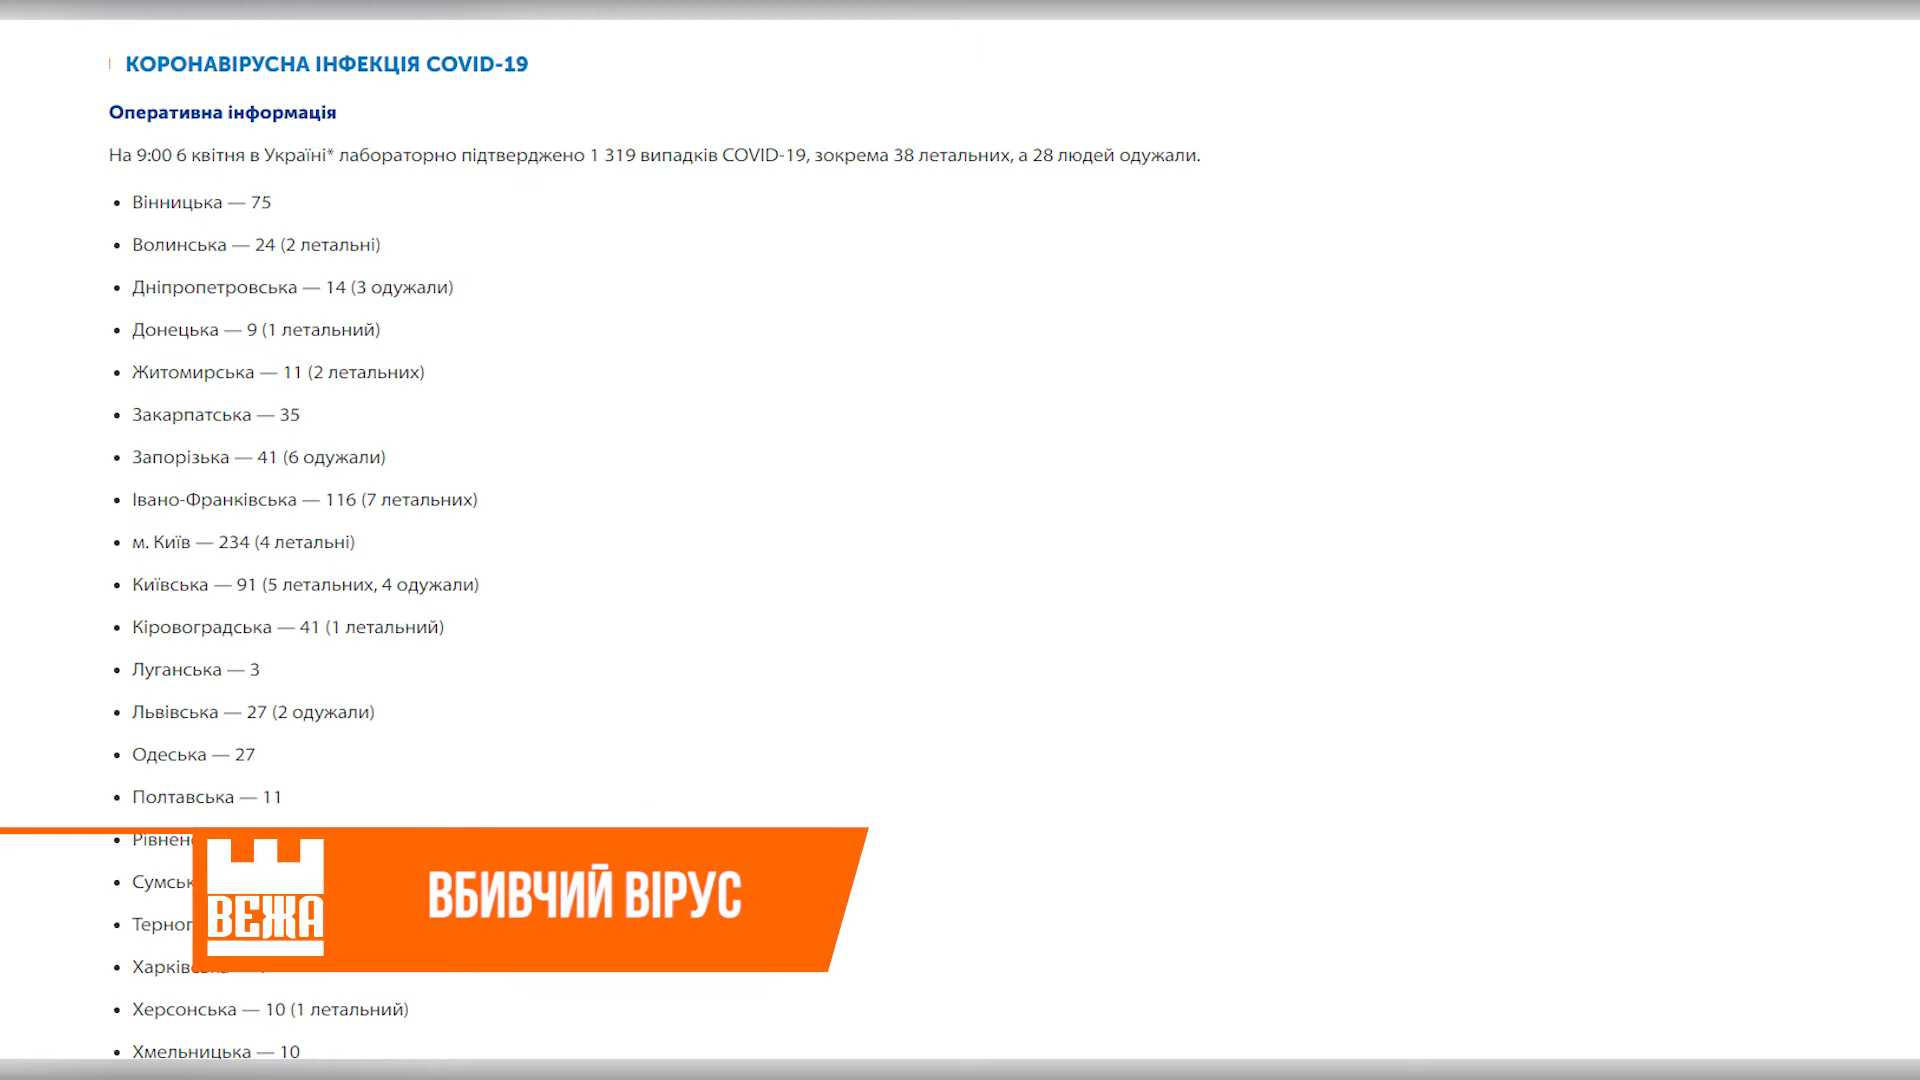 КОРОНАВІРУСНА ІНФЕКЦІЯ COVID-19
Оперативна інформація
На 9:00 6 квітня в Україні* лабораторно підтверджено 1 319 випадків COVID-19, зокрема 38 летальних, а 28 людей одужали.
• Вінницька — 75
• Волинська — 24 (2 летальні)
• Дніпропетровська — 14 (3 одужали)
• Донецька — 9 (1 летальний)
• Житомирська — 11 (2 летальних)
• Закарпатська — 35
• Запорізька — 41 (6 одужали)
• Івано-Франківська — 116 (7 летальних)
• м. Київ — 234 (4 летальні)
• Київська — 91 (5 летальних, 4 одужали)
• Кіровоградська — 41 (1 летальний)
• Луганська — 3
• Львівська — 27 (2 одужали)
• Одеська — 27
• Полтавська — 11
ВЕЖА
ВБИВЧИЙ ВІРУС
• Херсонська — 10 (1 летальний)
• Хмельницька — 10